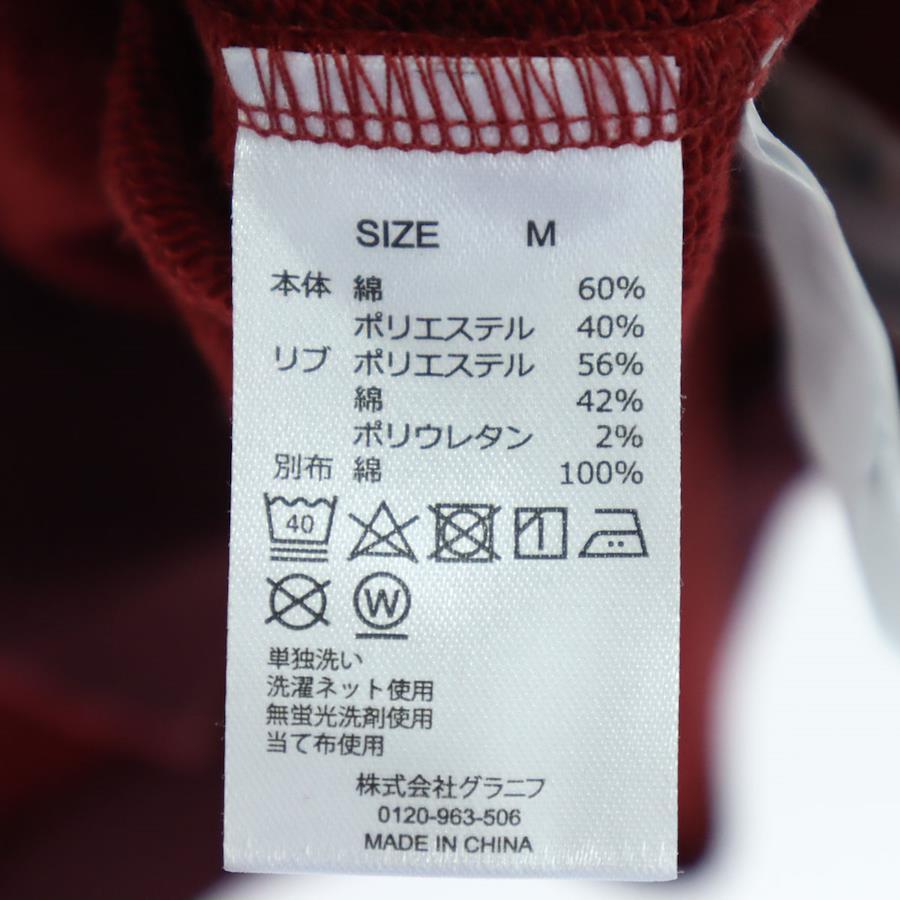 SIZE M
本体 綿 60%
ポリエステル 40%
リブ ポリエステル 56%
綿 42%
ポリウレタン 2%
別布 綿 100%
40
W
単独洗い
洗濯ネット使用
無蛍光洗剤使用
当て布使用
株式会社グラニフ
0120-963-506
MADE IN CHINA